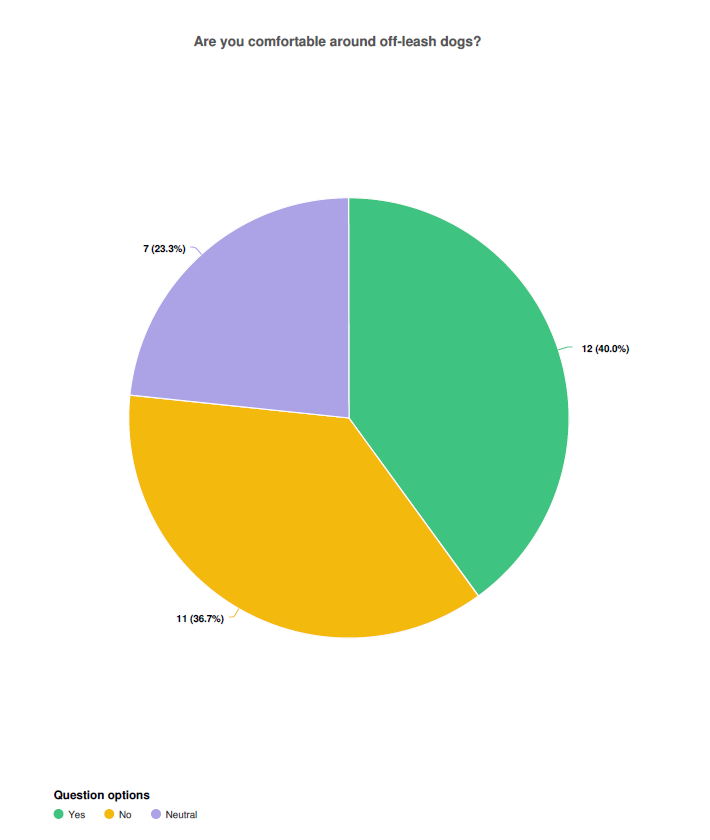 Are you comfortable around off-leash dogs?
7 (23.3%)
12 (40.0%)
11 (36.7%)
Question options
Yes No Neutral